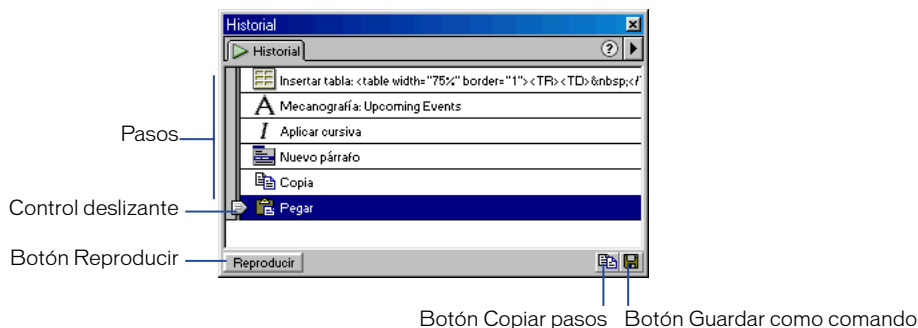 Historial
Historial
Insertar tabla: <table width="75%" border="1"><TR><TD>&nbsp;</
Mecanografía: Upcoming Events
Aplicar cursiva
Nuevo párrafo
Copia
Pegar
Reproducir
Pasos
Control deslizante
Botón Reproducir
Botón Copiar pasos
Botón Guardar como comando